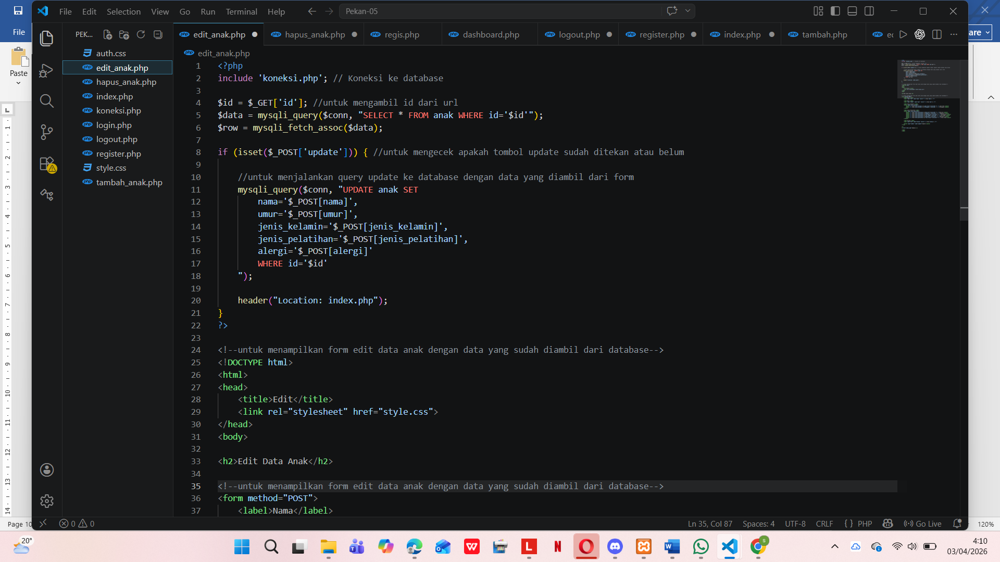 File Edit Selection View Go Run Terminal Help
Pekan-05
File
Paste
PEK...
auth.css
edit_anak.php
hapus_anak.php
index.php
koneksi.php
login.php
logout.php
register.php
style.css
tambah_anak.php
edit_anak.php hapus_anak.php regis.php dashboard.php logout.php register.php index.php tambah.php
are
edit_anak.php
1 <?php
2 include 'koneksi.php'; // Koneksi ke database
3
4 $id = $_GET['id']; //untuk mengambil id dari url
5 $data = mysqli_query($conn, "SELECT * FROM anak WHERE id='$id'");
6 $row = mysqli_fetch_assoc($data);
7
8 if (isset($_POST['update'])) { //untuk mengecek apakah tombol update sudah ditekan atau belum
9
10 //untuk menjalankan query update ke database dengan data yang diambil dari form
11 mysqli_query($conn, "UPDATE anak SET
12 nama='$_POST[nama]',
13 umur='$_POST[umur]',
14 jenis_kelamin='$_POST[jenis_kelamin]',
15 jenis_pelatihan='$_POST[jenis_pelatihan]',
16 alergi='$_POST[alergi]'
17 WHERE id='$id'
18 ");
19
20 header("Location: index.php");
21 }
22 ?>
23
24 <!--untuk menampilkan form edit data anak dengan data yang sudah diambil dari database-->
25 <!DOCTYPE html>
26 <html>
27 <head>
28 <title>Edit</title>
29 <link rel="stylesheet" href="style.css">
30 </head>
31 <body>
32
33 <h2>Edit Data Anak</h2>
34
35 <!--untuk menampilkan form edit data anak dengan data yang sudah diambil dari database-->
36 <form method="POST">
37 <label>Nama</label>
Page 10
0 0
Ln 35, Col 87 Spaces: 4 UTF-8 CRLF { } PHP Go Live
120%
20°
4:10
03/04/2026